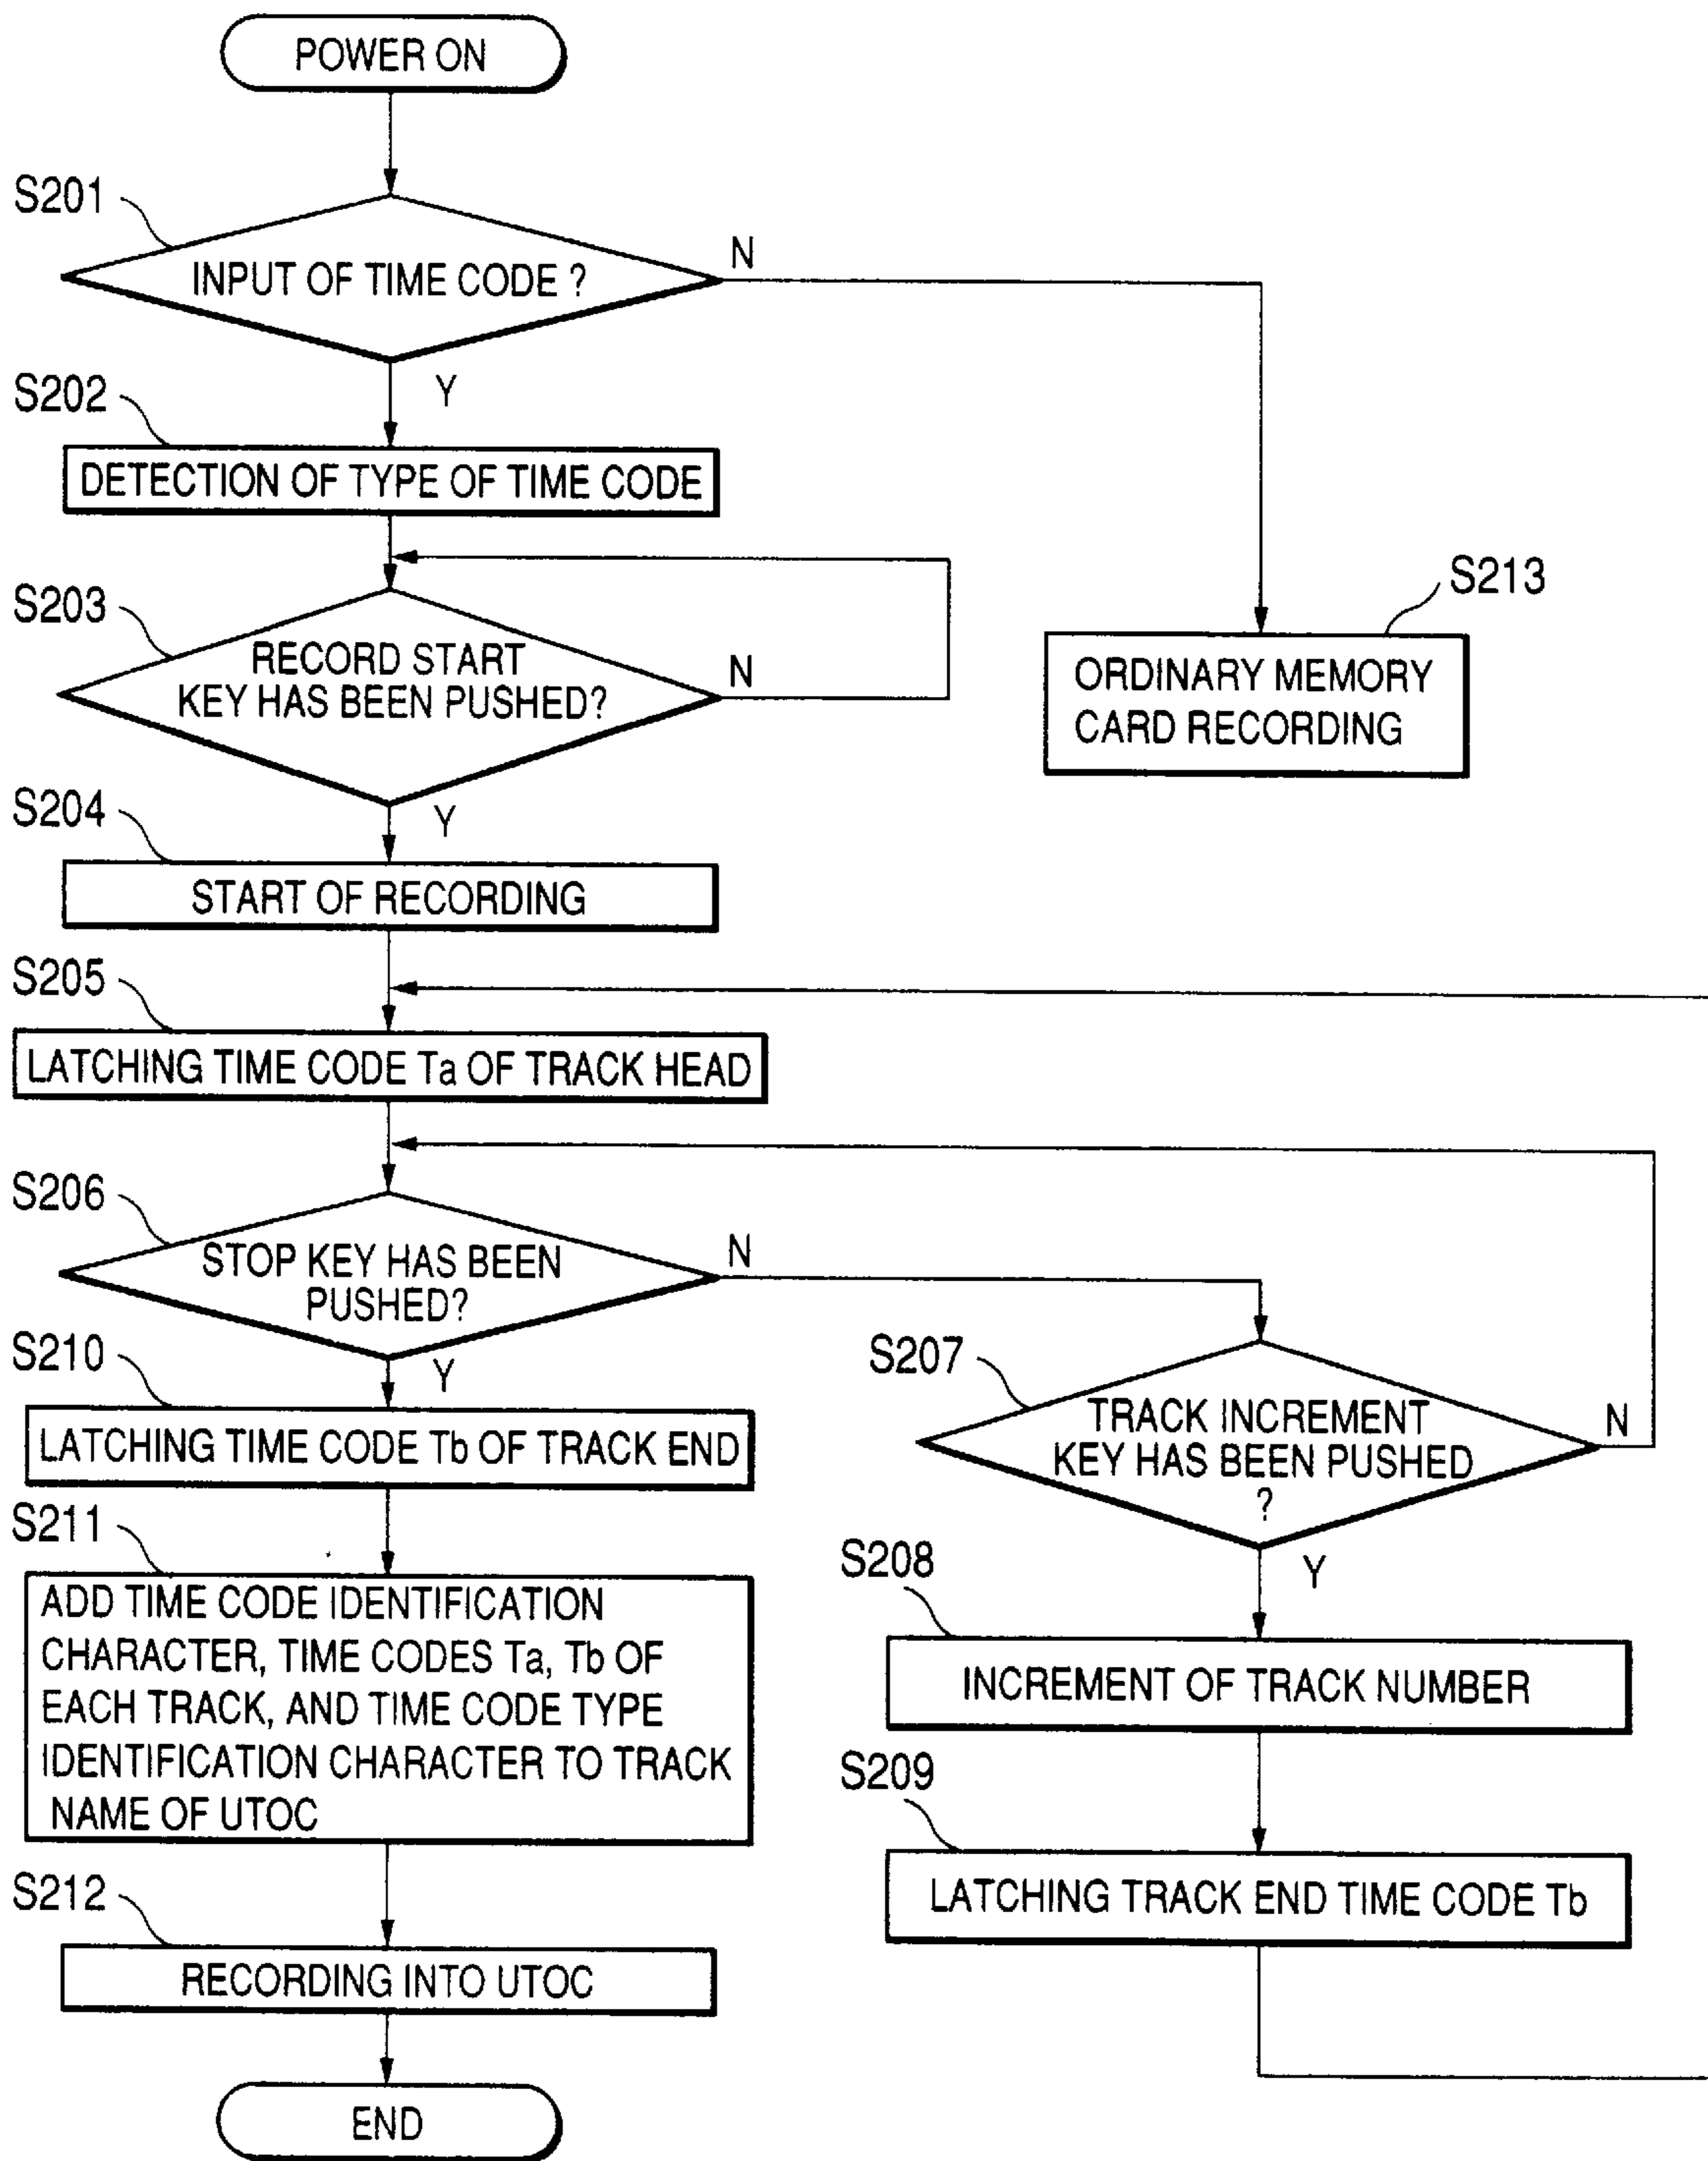 POWER ON
S201
INPUT OF TIME CODE ?
N
Y
S202
DETECTION OF TYPE OF TIME CODE
S203
RECORD START
KEY HAS BEEN PUSHED?
N
Y
S213
ORDINARY MEMORY
CARD RECORDING
S204
START OF RECORDING
S205
LATCHING TIME CODE Ta OF TRACK HEAD
S206
STOP KEY HAS BEEN
PUSHED?
N
Y
S207
TRACK INCREMENT
KEY HAS BEEN PUSHED
?
N
Y
S208
INCREMENT OF TRACK NUMBER
S209
LATCHING TRACK END TIME CODE Tb
S210
LATCHING TIME CODE Tb OF TRACK END
S211
ADD TIME CODE IDENTIFICATION
CHARACTER, TIME CODES Ta, Tb OF
EACH TRACK, AND TIME CODE TYPE
IDENTIFICATION CHARACTER TO TRACK
NAME OF UTOC
S212
RECORDING INTO UTOC
END